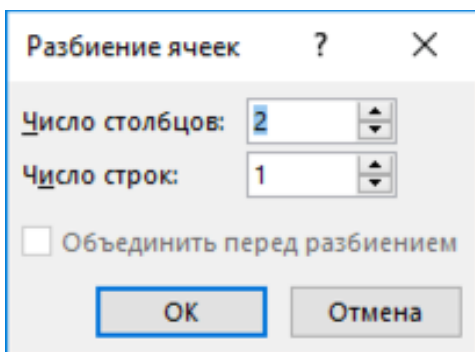 Разбиение ячеек ?
Число столбцов: 2
Число строк: 1
Объединить перед разбиением
ОК Отмена